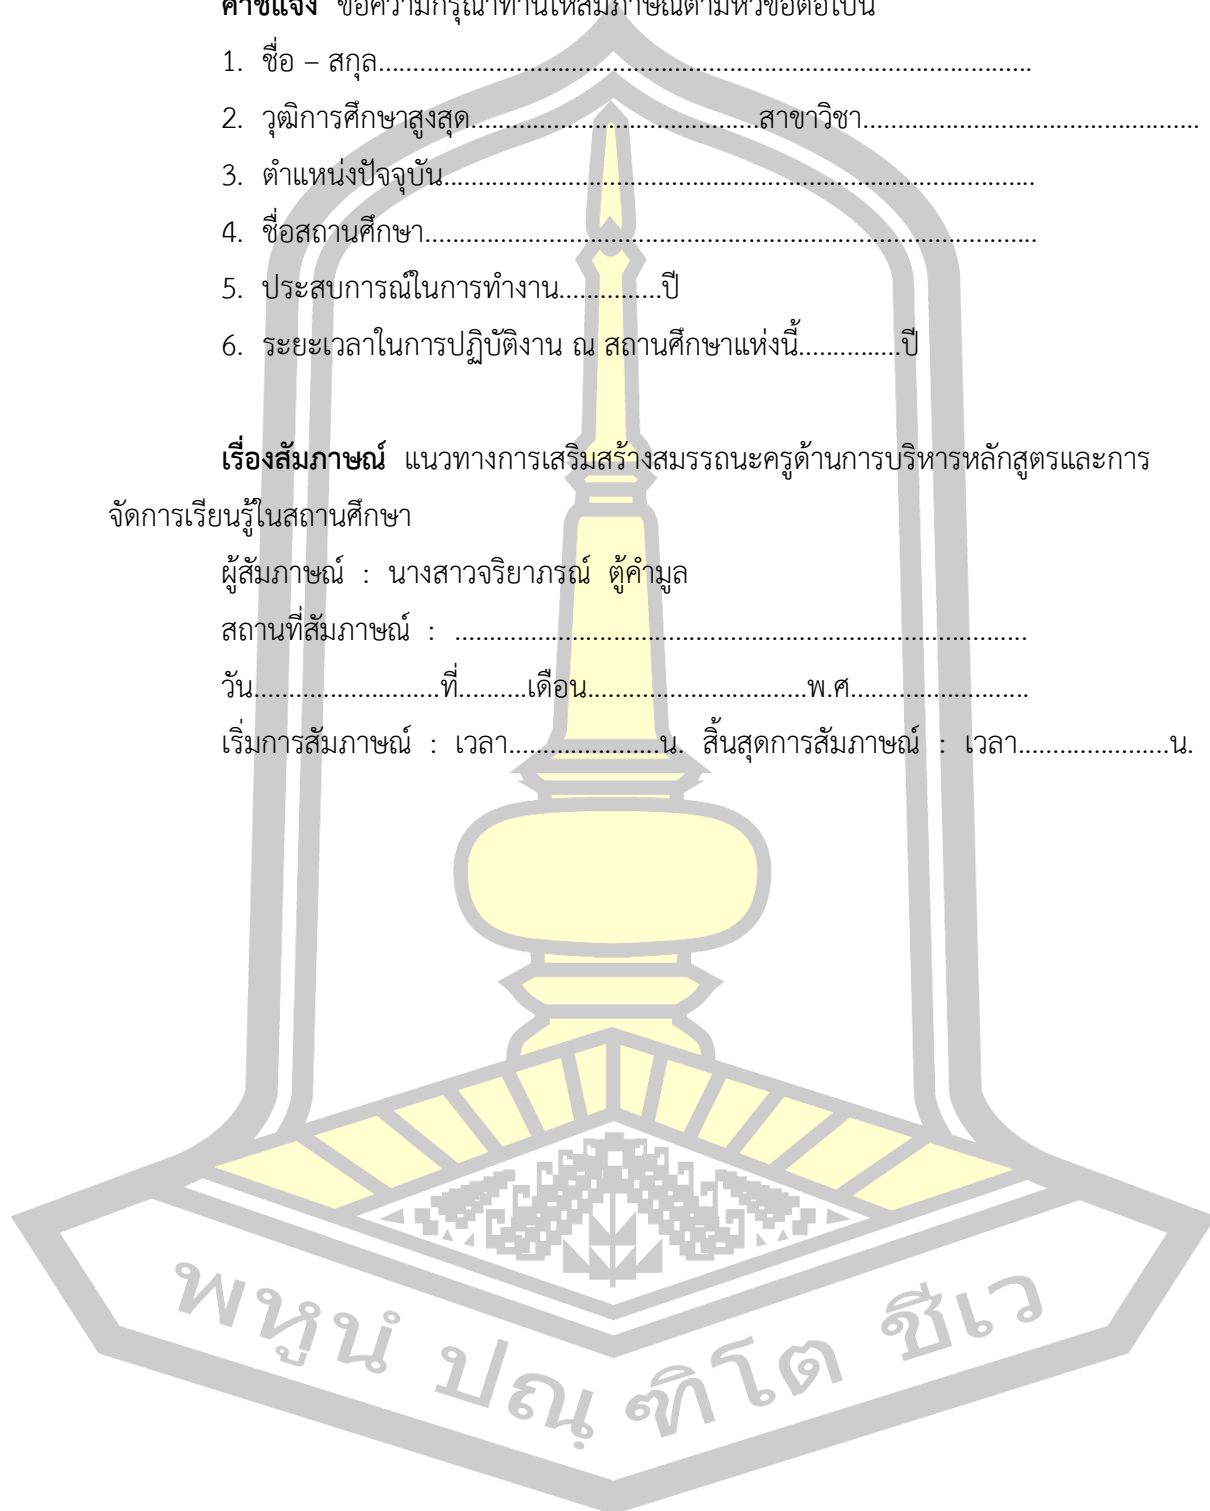 คำชี้แจง ขอความกรุณาท่านให้สัมภาษณ์ตามหัวข้อต่อไปนี้
1. ชื่อ – สกุล...............................................................................................
2. วุฒิการศึกษาสูงสุด..........................................สาขาวิชา.................................................
3. ตำแหน่งปัจจุบัน......................................................................................
4. ชื่อสถานศึกษา.........................................................................................
5. ประสบการณ์ในการทำงาน...............ปี
6. ระยะเวลาในการปฏิบัติงาน ณ สถานศึกษาแห่งนี้...............ปี
เรื่องสัมภาษณ์ แนวทางการเสริมสร้างสมรรถนะครูด้านการบริหารหลักสูตรและการ
จัดการเรียนรู้ในสถานศึกษา
ผู้สัมภาษณ์ : นางสาวจริยาภรณ์ ตู้คำมูล
สถานที่สัมภาษณ์ : ...................................................................................
วัน...........................ที่..........เดือน................................พ.ศ..........................
เริ่มการสัมภาษณ์ : เวลา......................น. สิ้นสุดการสัมภาษณ์ : เวลา......................น.
พหูนํ ปณฺฑิโต ชีเว